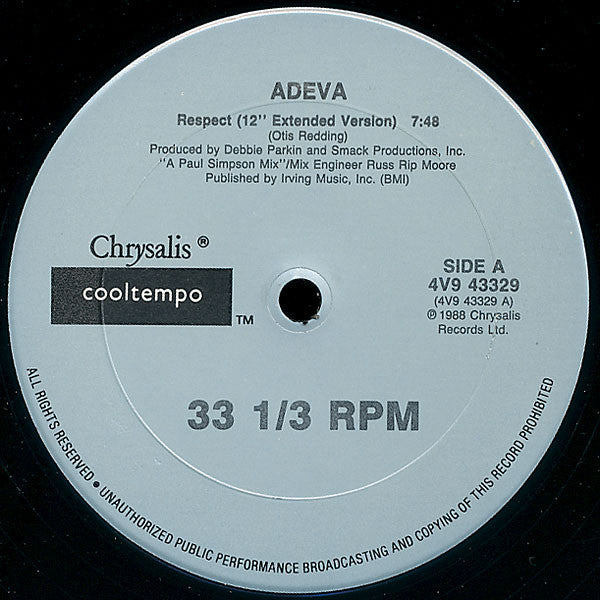 ADEVA
Respect (12'' Extended Version) 7:48
(Otis Redding)
Produced by Debbie Parkin and Smack Productions, Inc.
"A Paul Simpson Mix"/Mix Engineer Russ Rip Moore
Published by Irving Music, Inc. (BMI)
Chrysalis ®
cooltempo ™
SIDE A
4V9 43329
(4V9 43329 A)
℗ 1988 Chrysalis
Records Ltd.
33 1/3 RPM
ALL RIGHTS RESERVED • UNAUTHORIZED PUBLIC PERFORMANCE BROADCASTING AND COPYING OF THIS RECORD PROHIBITED